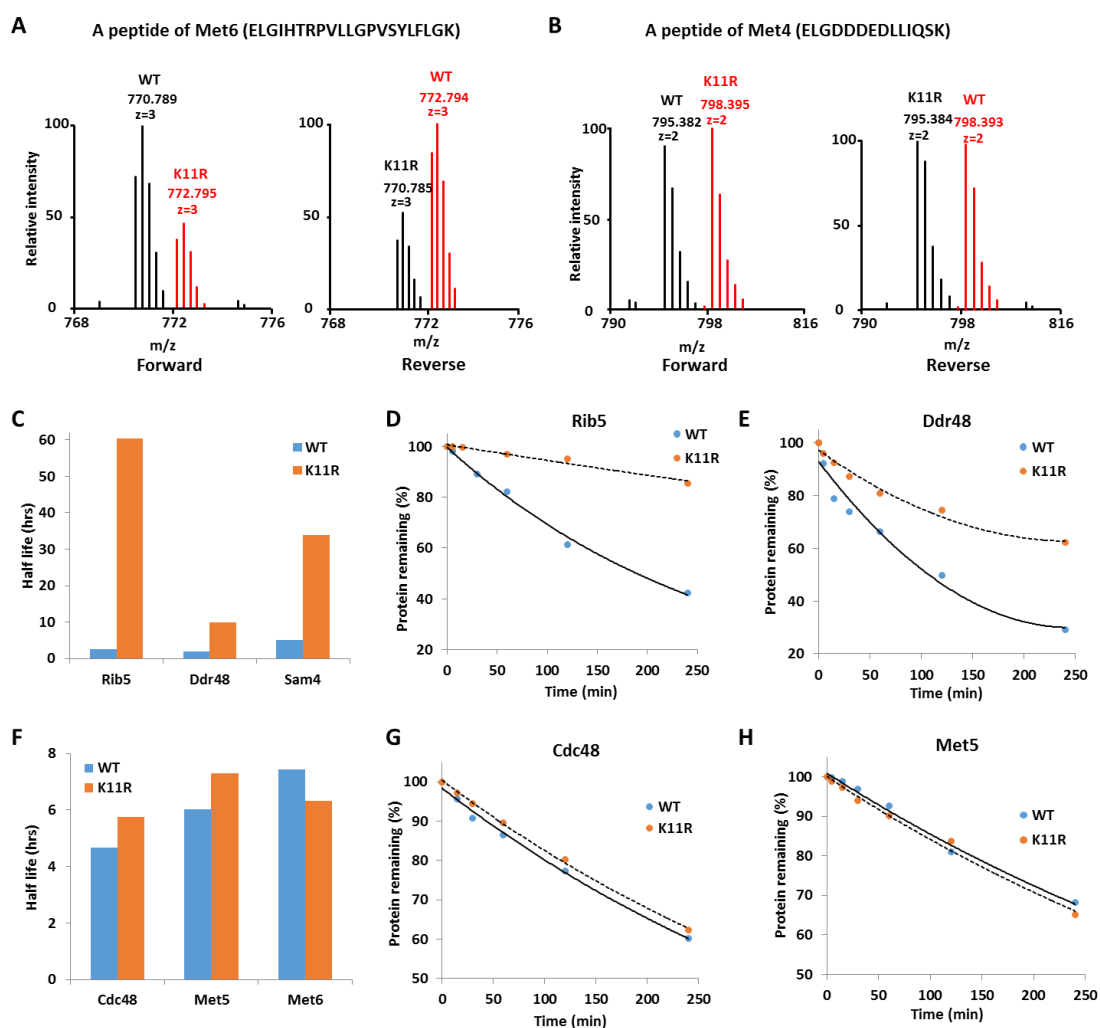 A
A peptide of Met6 (ELGIHTRPVLLGPVSYLFLGK)
WT
770.789
z=3
K11R
772.795
z=3
100
50
0
Relative intensity
768
772
776
m/z
Forward
WT
772.794
z=3
K11R
770.785
z=3
100
50
0
768
772
776
m/z
Reverse
B
A peptide of Met4 (ELGDDDEDLLIQSK)
K11R
798.395
z=2
WT
795.382
z=2
100
50
0
Relative intensity
790
798
816
m/z
Forward
K11R
795.384
z=2
WT
798.393
z=2
100
50
0
790
798
816
m/z
Reverse
C
Half life (hrs)
60
50
40
30
20
10
0
WT
K11R
Rib5
Ddr48
Sam4
D
Rib5
Protein remaining (%)
100
80
60
40
20
WT
K11R
0
50
100
150
200
250
Time (min)
E
Ddr48
Protein remaining (%)
100
80
60
40
20
WT
K11R
0
50
100
150
200
250
Time (min)
F
Half life (hrs)
8
6
4
2
0
WT
K11R
Cdc48
Met5
Met6
G
Cdc48
Protein remaining (%)
100
90
80
70
60
50
WT
K11R
0
50
100
150
200
250
Time (min)
H
Met5
Protein remaining (%)
100
90
80
70
60
50
WT
K11R
0
50
100
150
200
250
Time (min)